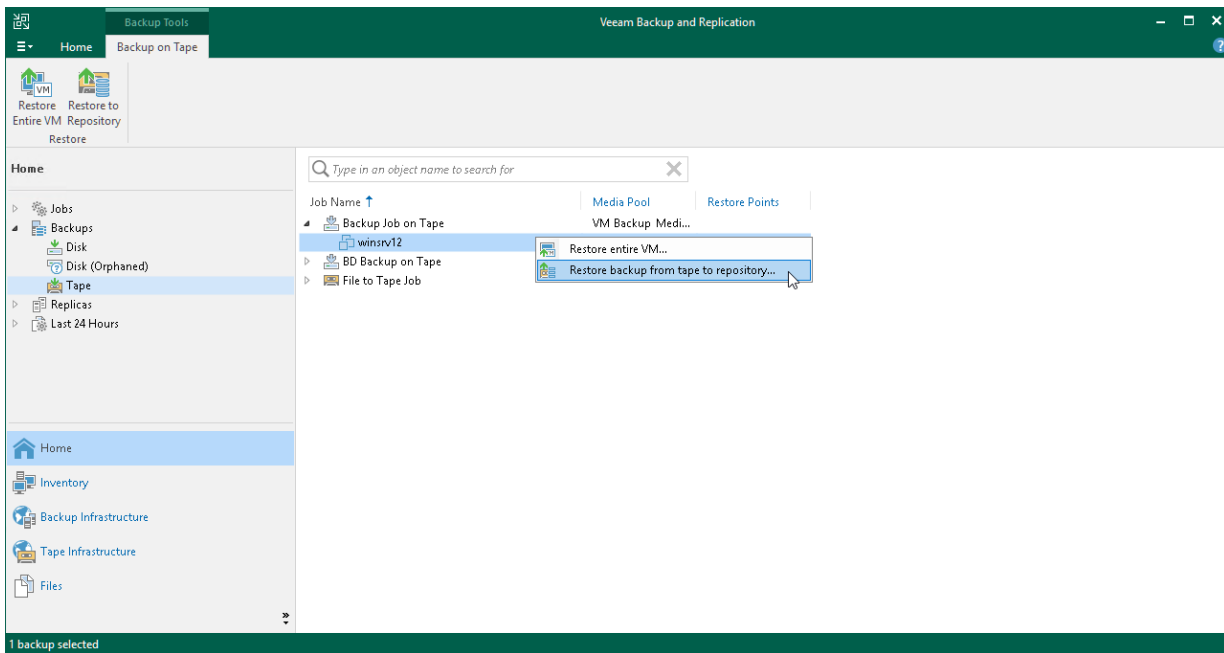 Backup Tools
Veeam Backup and Replication
Home
Backup on Tape
?
VM
Restore Entire VM
Restore to Repository
Restore
Home
Type in an object name to search for
Jobs
Backups
Disk
Disk (Orphaned)
Tape
Replicas
Last 24 Hours
Job Name
Media Pool
Restore Points
Backup Job on Tape
VM Backup Medi...
winsrv12
BD Backup on Tape
File to Tape Job
Restore entire VM...
Restore backup from tape to repository...
Home
Inventory
Backup Infrastructure
Tape Infrastructure
Files
1 backup selected